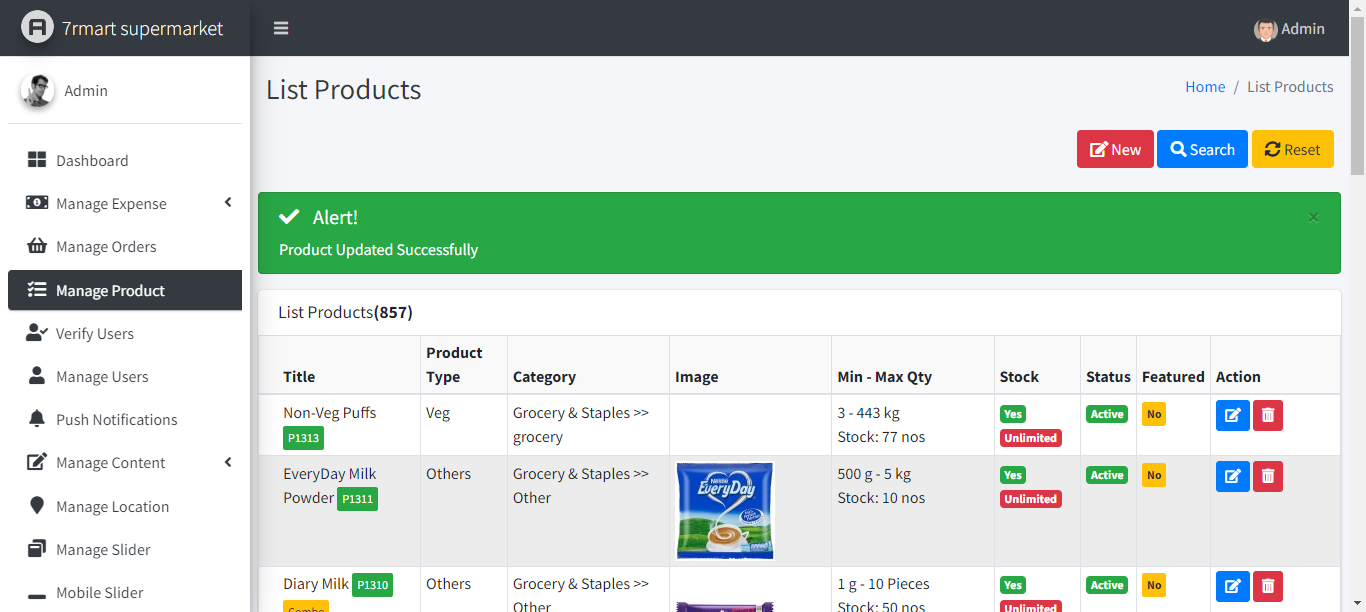 7rmart supermarket
Admin
Admin
List Products
Home / List Products
Dashboard
Manage Expense
Manage Orders
Manage Product
Verify Users
Manage Users
Push Notifications
Manage Content
Manage Location
Manage Slider
Mobile Slider
New
Search
Reset
Alert!
×
Product Updated Successfully
List Products(857)
Title
Product
Type
Category
Image
Min - Max Qty
Stock
Status
Featured
Action
Non-Veg Puffs
P1313
Veg
Grocery & Staples >>
grocery
3 - 443 kg
Stock: 77 nos
Yes
Unlimited
Active
No
EveryDay Milk
Powder P1311
Others
Grocery & Staples >>
Other
Nestle
EveryDay
500 g - 5 kg
Stock: 10 nos
Yes
Unlimited
Active
No
Diary Milk P1310
Combo
Others
Grocery & Staples >>
Other
1 g - 10 Pieces
Stock: 50 nos
Yes
Unlimited
Active
No